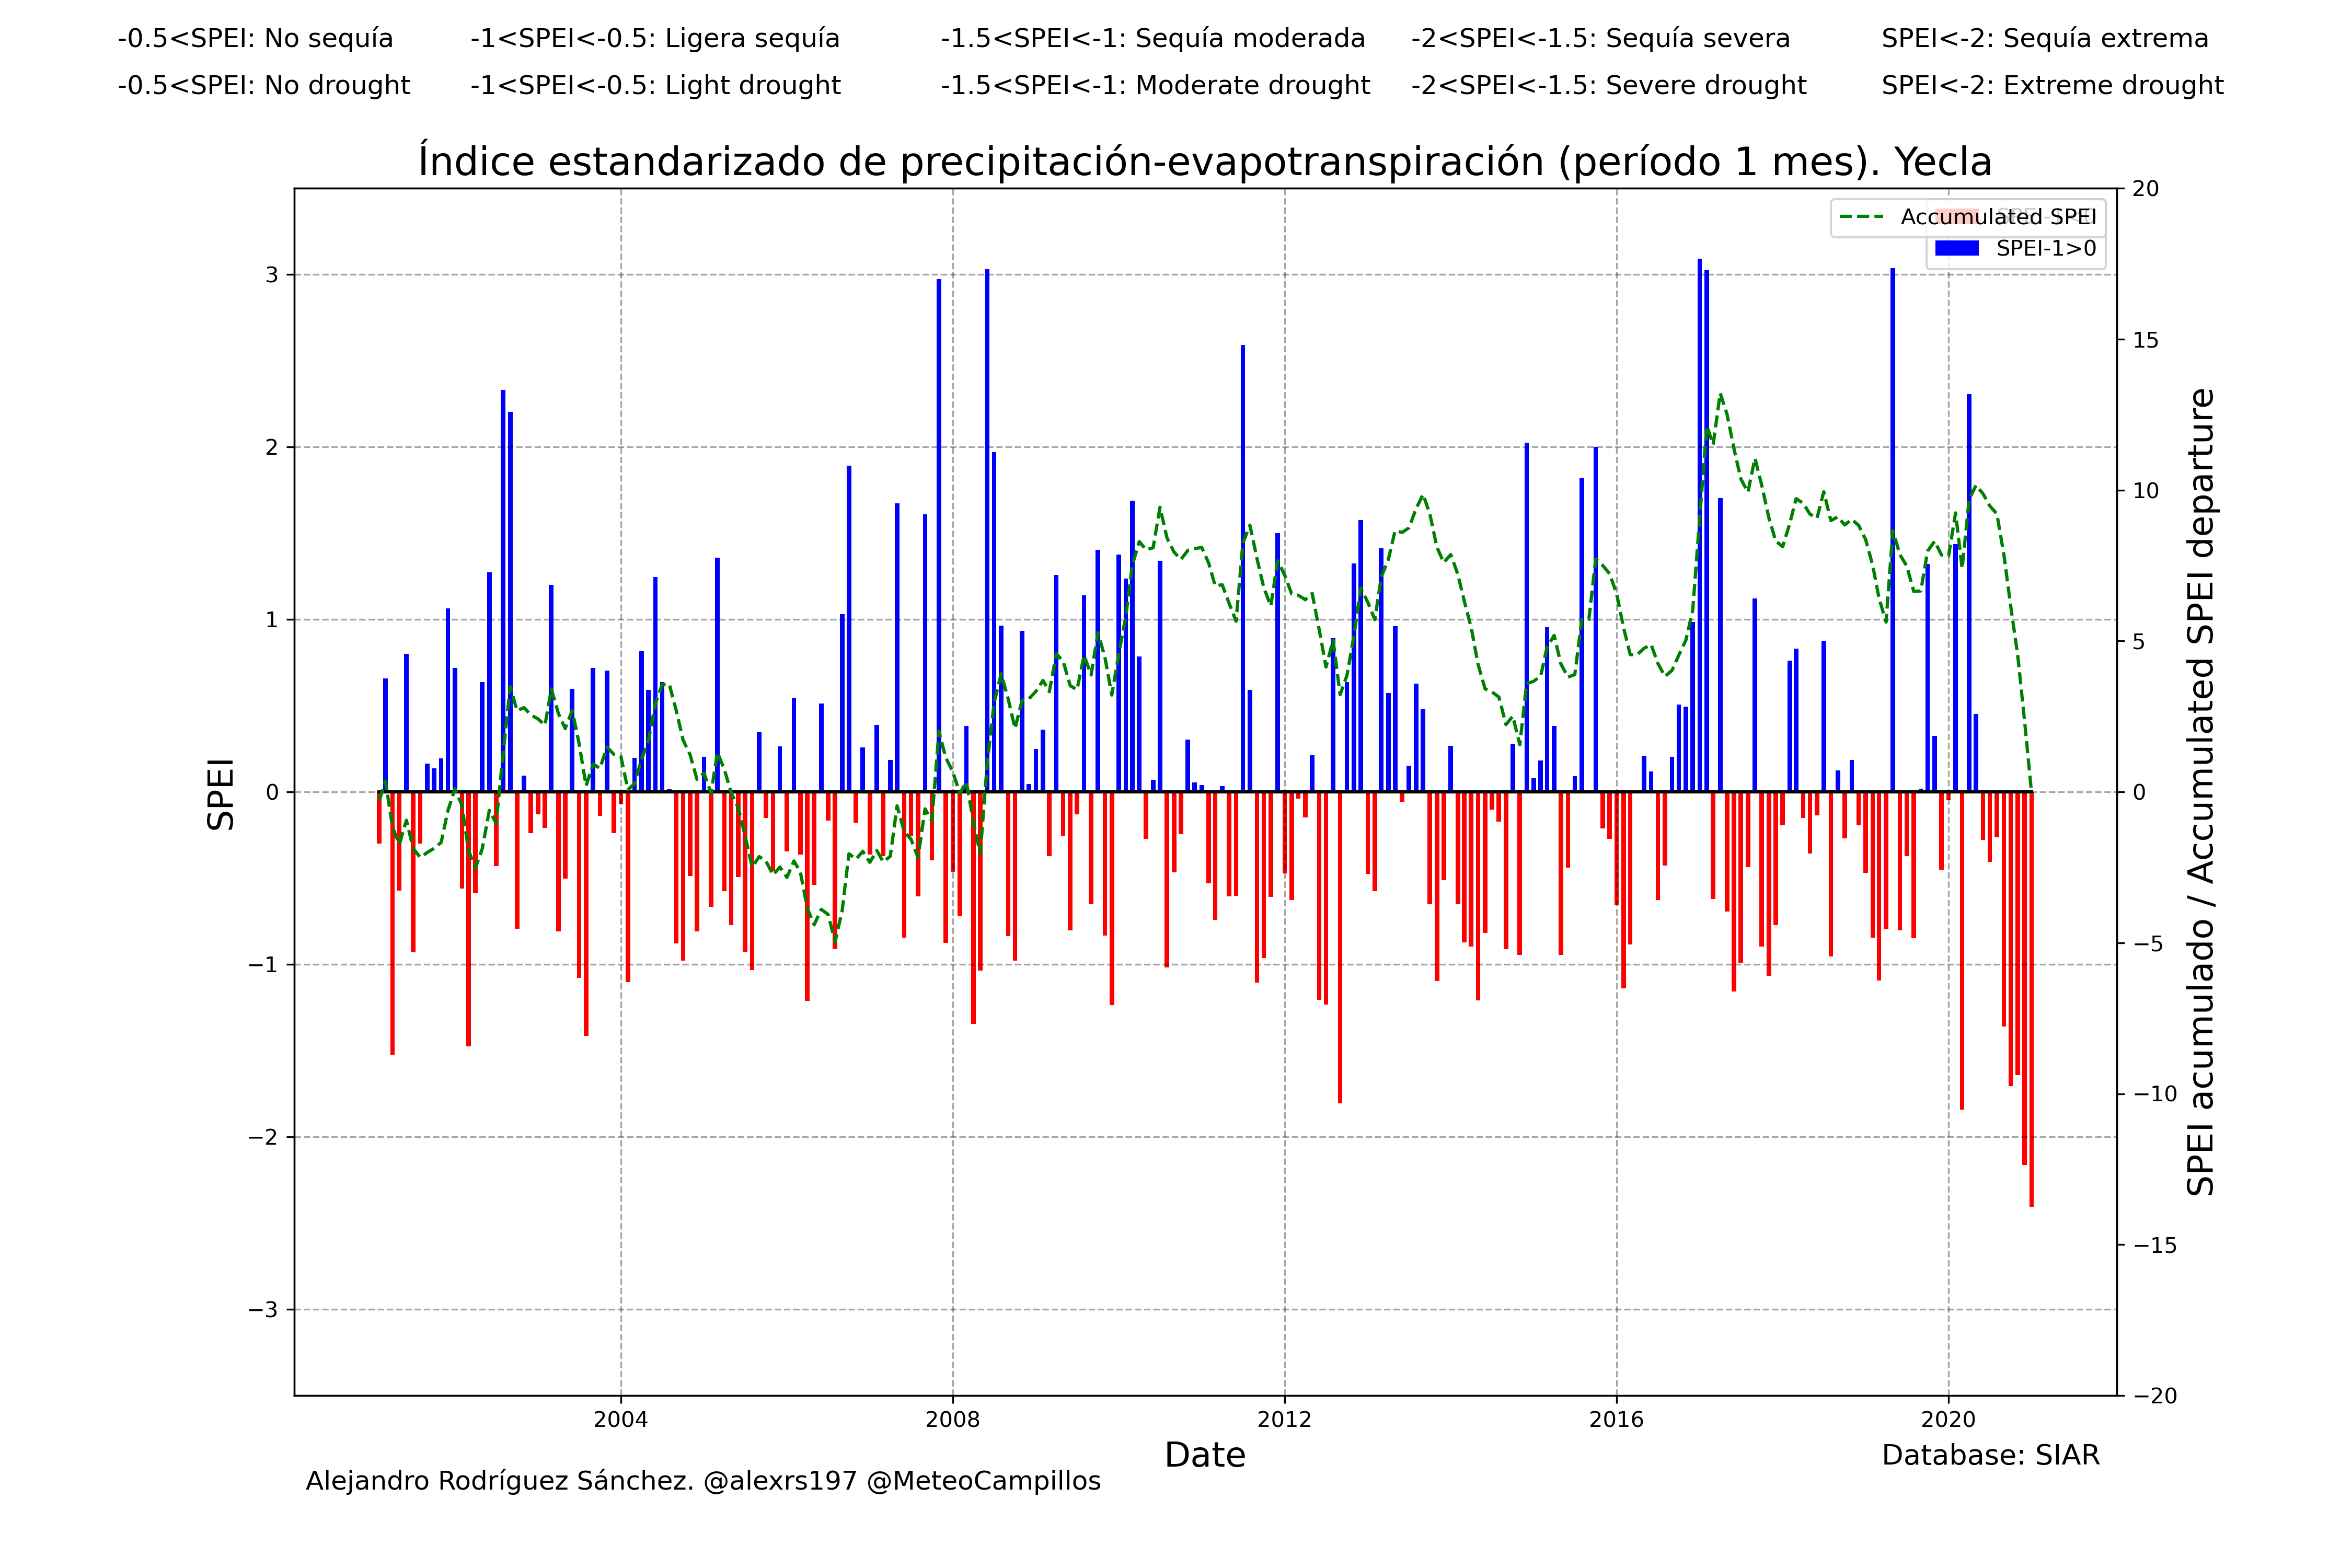 -0.5<SPEI: No sequía
-1<SPEI<-0.5: Ligera sequía
-1.5<SPEI<-1: Sequía moderada
-2<SPEI<-1.5: Sequía severa
SPEI<-2: Sequía extrema
-0.5<SPEI: No drought
-1<SPEI<-0.5: Light drought
-1.5<SPEI<-1: Moderate drought
-2<SPEI<-1.5: Severe drought
SPEI<-2: Extreme drought
Índice estandarizado de precipitación-evapotranspiración (período 1 mes). Yecla
Accumulated SPEI
SPEI-1>0
SPEI
3
2
1
0
−1
−2
−3
20
15
10
5
0
−5
−10
−15
−20
SPEI acumulado / Accumulated SPEI departure
2004
2008
2012
2016
2020
Date
Database: SIAR
Alejandro Rodríguez Sánchez. @alexrs197 @MeteoCampillos